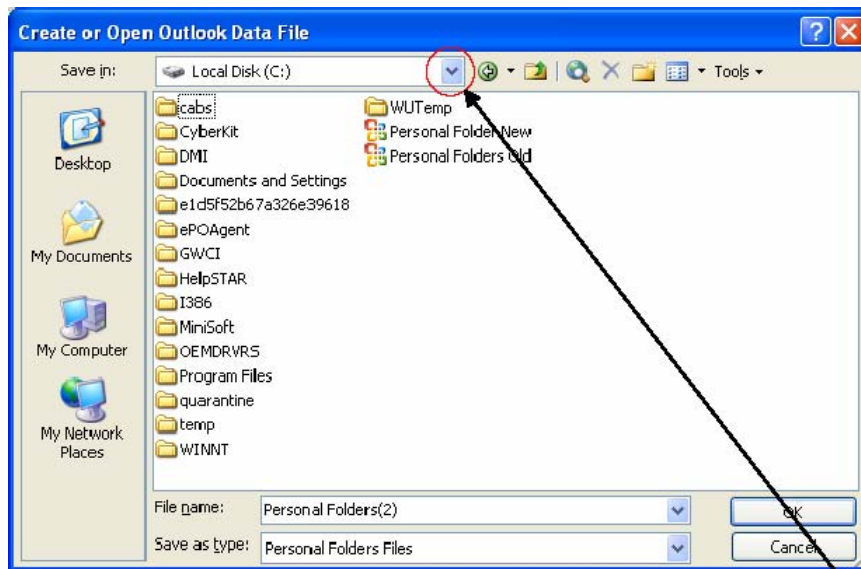 Create or Open Outlook Data File
Save in:
Local Disk (C:)
Tools
Desktop
My Documents
My Computer
My Network
Places
cabs
CyberKit
DMI
Documents and Settings
e1d5f52b67a326e39618
ePOAgent
GWCI
HelpSTAR
I386
MiniSoft
OEMDRVRS
Program Files
quarantine
temp
WINNT
WUTemp
Personal Folder New
Personal Folders Old
File name:
Personal Folders(2)
OK
Save as type:
Personal Folders Files
Cancel